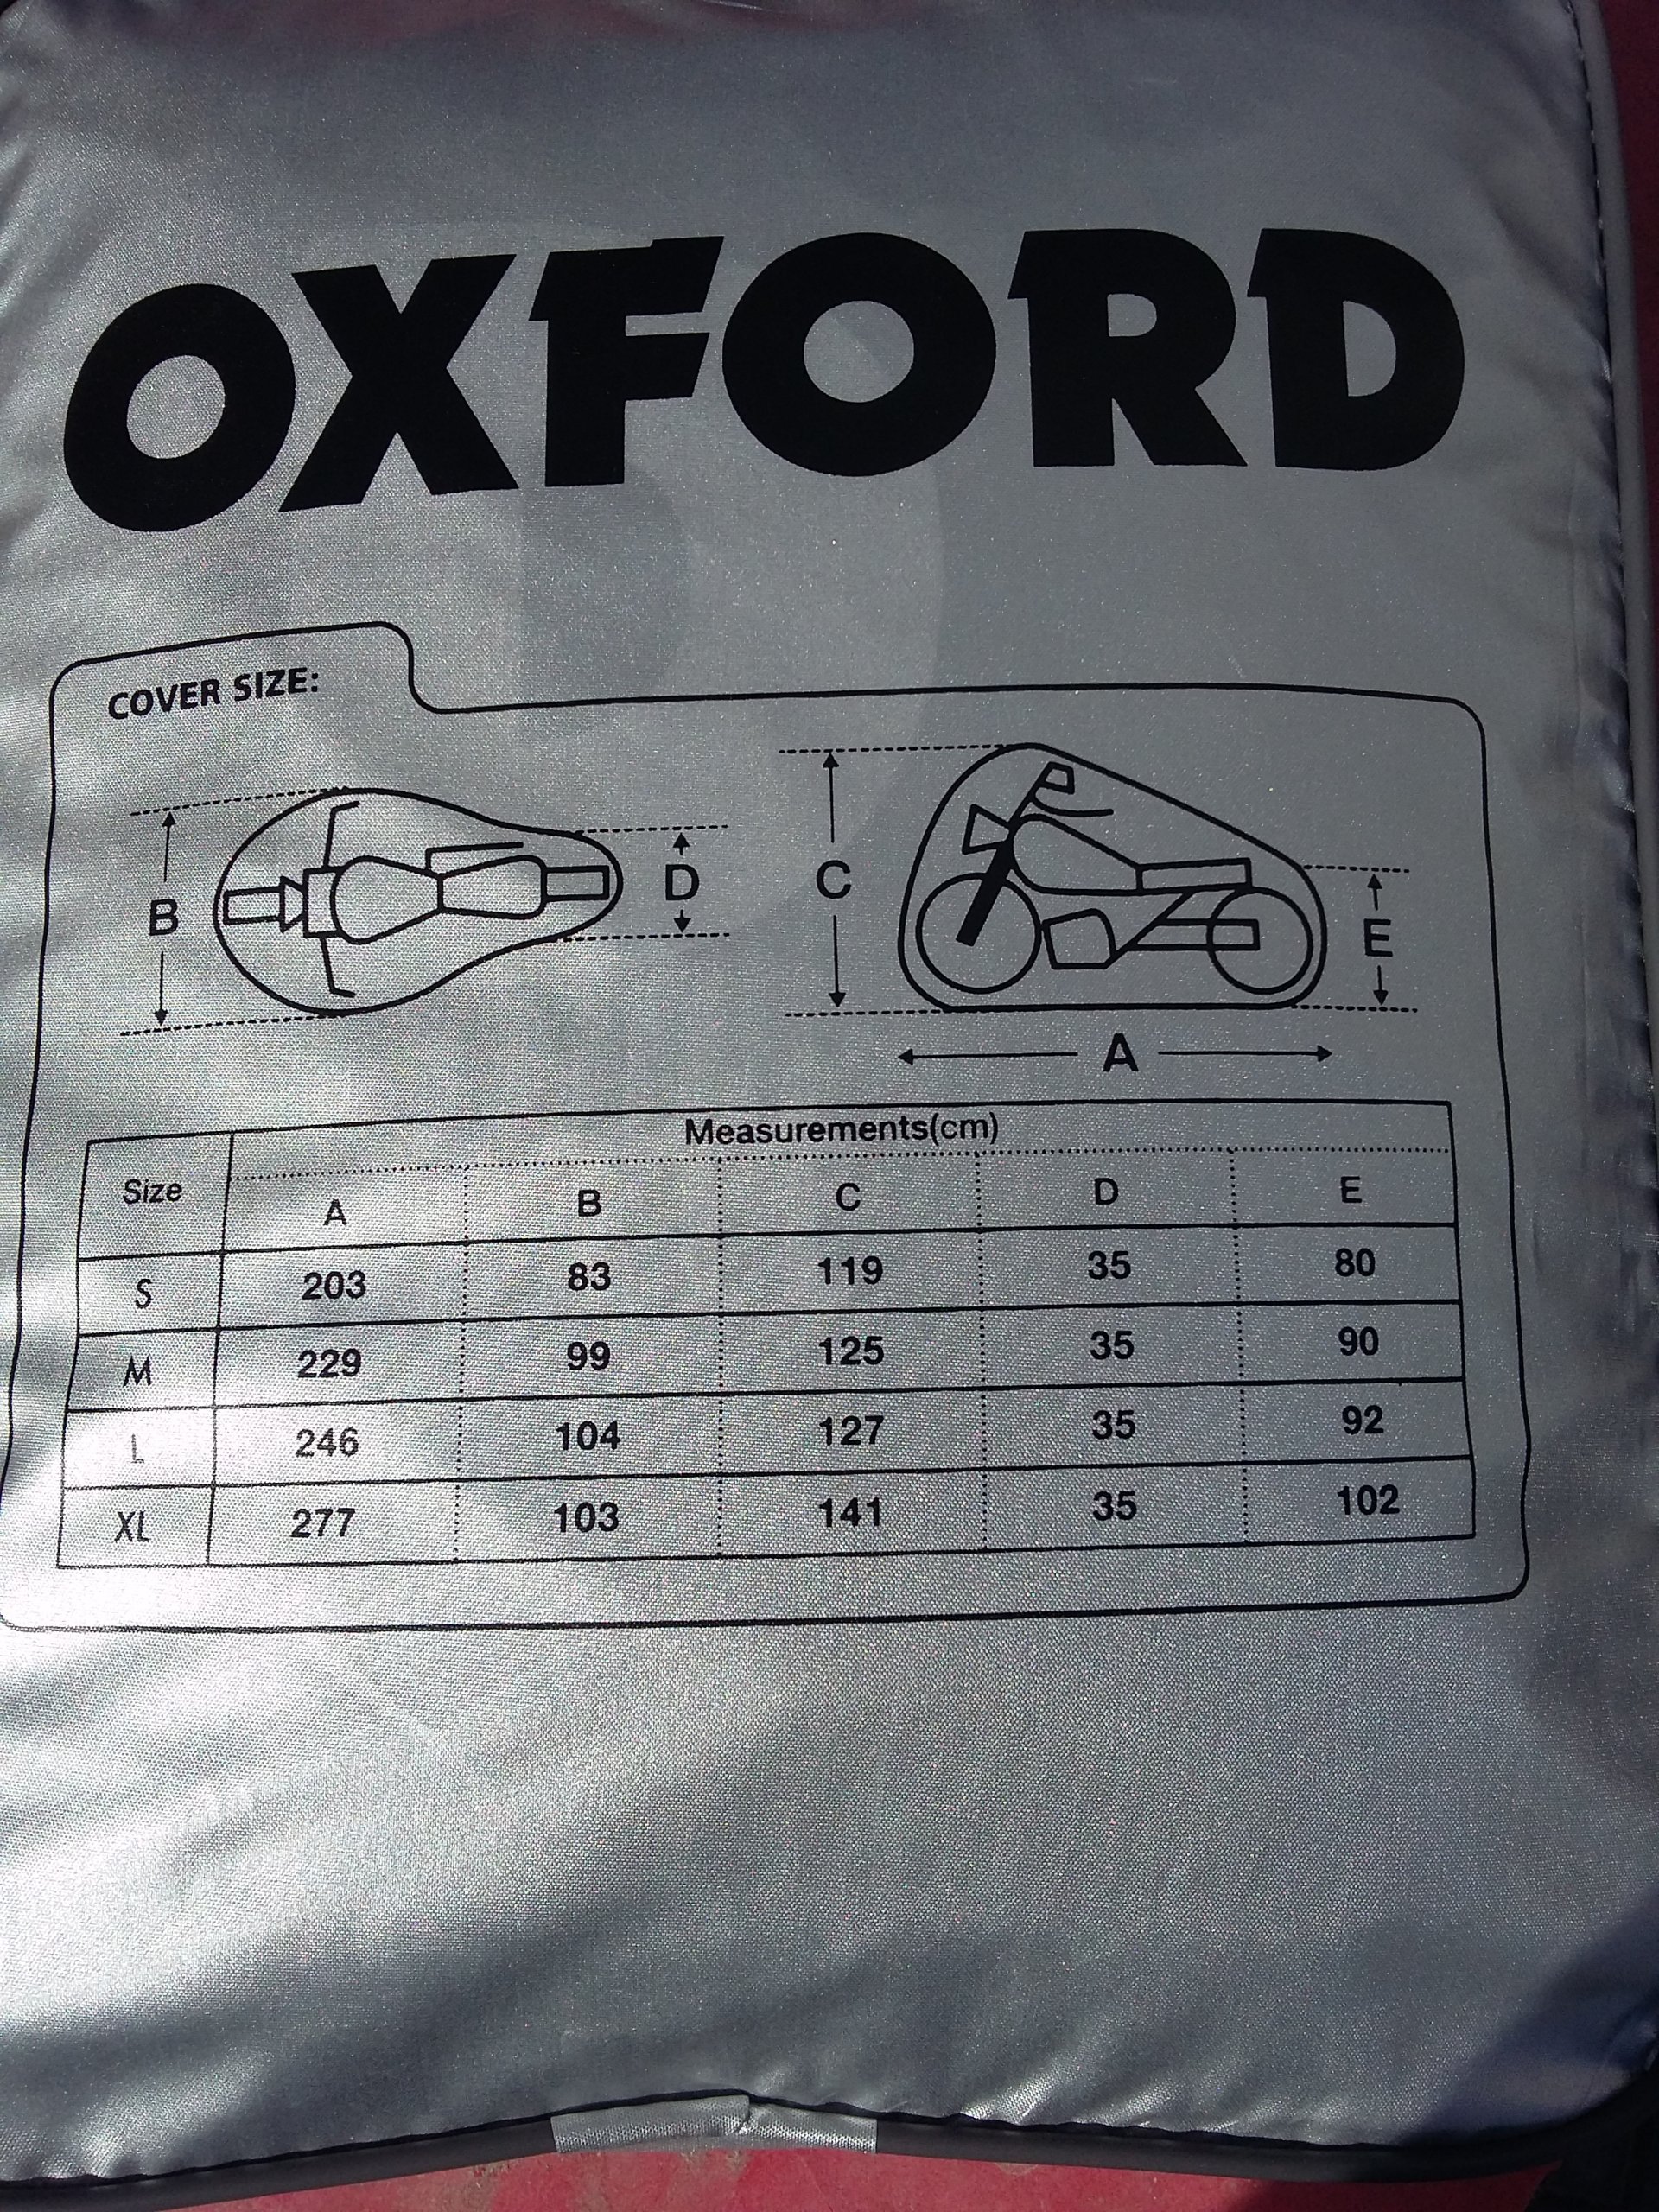 OXFORD
COVER SIZE:
B
D
C
E
A
Measurements(cm)
Size A B C D E
S 203 83 119 35 80
M 229 99 125 35 90
L 246 104 127 35 92
XL 277 103 141 35 102